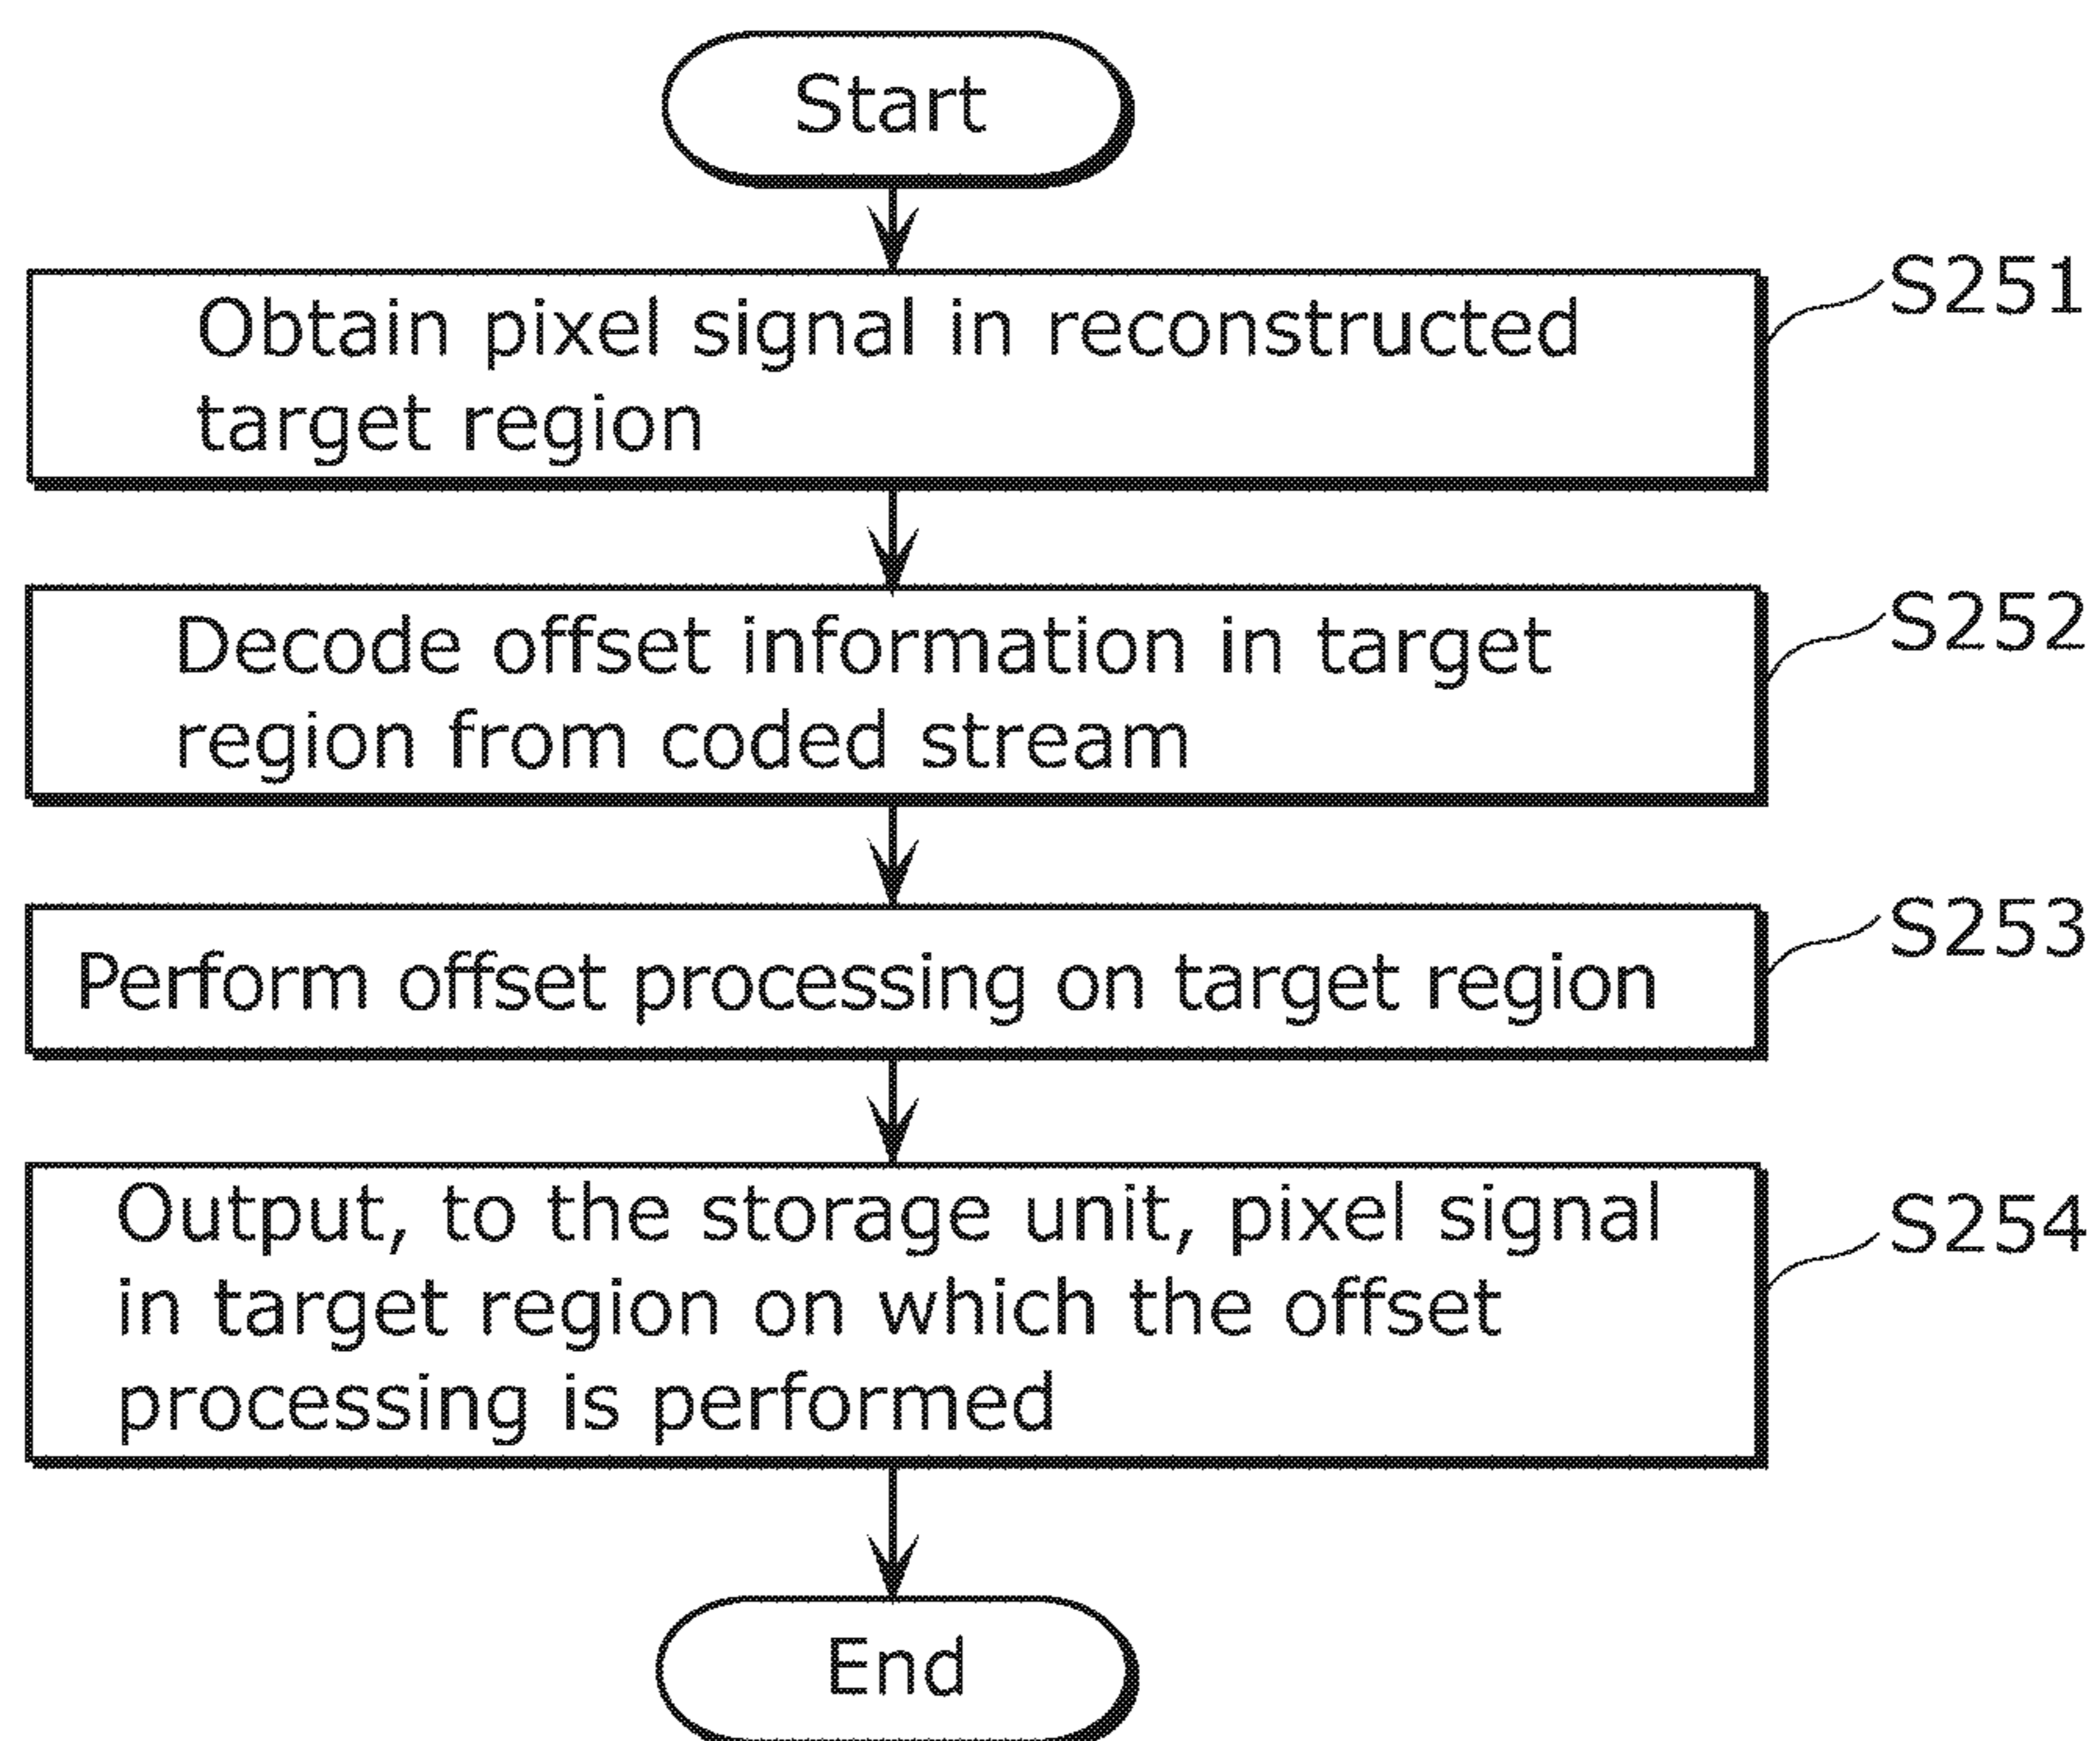 Start
Obtain pixel signal in reconstructed
target region
S251
Decode offset information in target
region from coded stream
S252
Perform offset processing on target region
S253
Output, to the storage unit, pixel signal
in target region on which the offset
processing is performed
S254
End